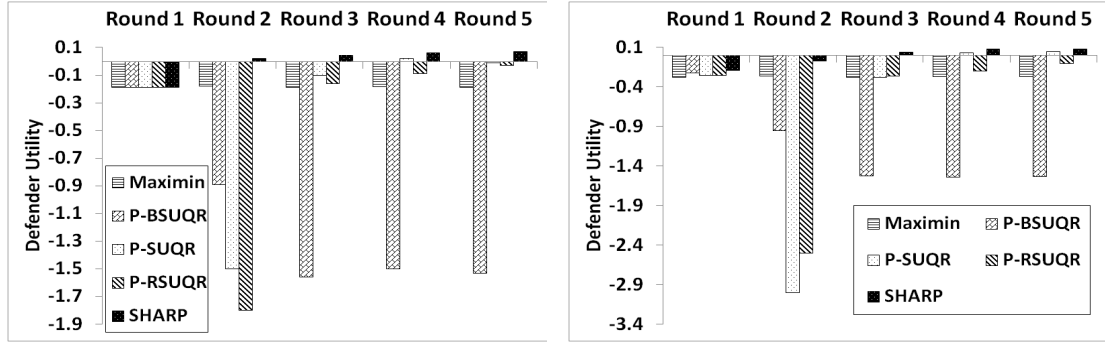 Round 1 Round 2 Round 3 Round 4 Round 5
0.1
-0.1
-0.3
-0.5
-0.7
-0.9
-1.1
-1.3
-1.5
-1.7
-1.9
Defender Utility
Maximin
P-BSUQR
P-SUQR
P-RSUQR
SHARP
Round 1 Round 2 Round 3 Round 4 Round 5
0.1
-0.4
-0.9
-1.4
-1.9
-2.4
-2.9
-3.4
Defender Utility
Maximin P-BSUQR
P-SUQR P-RSUQR
SHARP